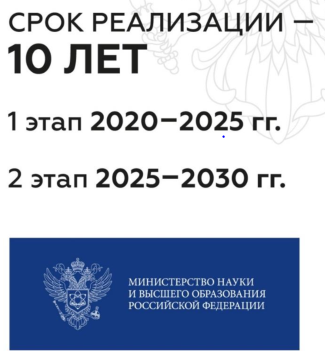 СРОК РЕАЛИЗАЦИИ –
10 ЛЕТ
1 этап 2020–2025 гг.
2 этап 2025–2030 гг.
МИНИСТЕРСТВО НАУКИ
И ВЫСШЕГО ОБРАЗОВАНИЯ
РОССИЙСКОЙ ФЕДЕРАЦИИ